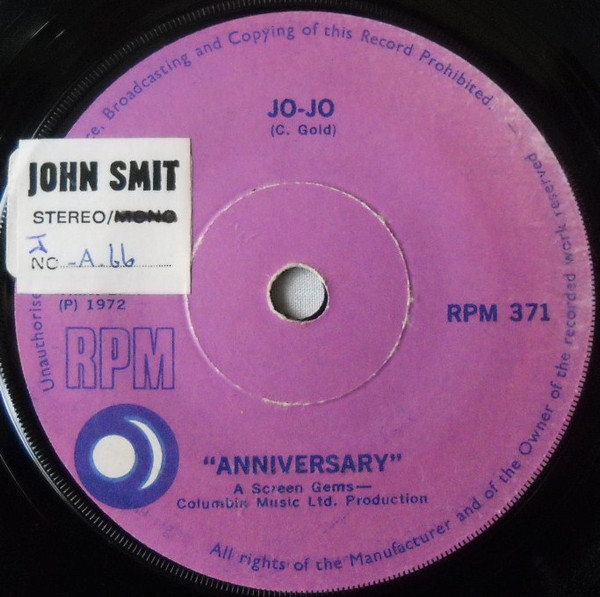 ce, Broadcasting and Copying of this Record Prohibited. —
JO-JO
(C. Gold)
JOHN SMIT
STEREO/MONO
NO -A.66
(P) 1972
RPM
RPM 371
"ANNIVERSARY"
A Screen Gems—
Columbia Music Ltd. Production
All rights of the Manufacturer and of the Owner of the recorded work reserved
Unauthorise